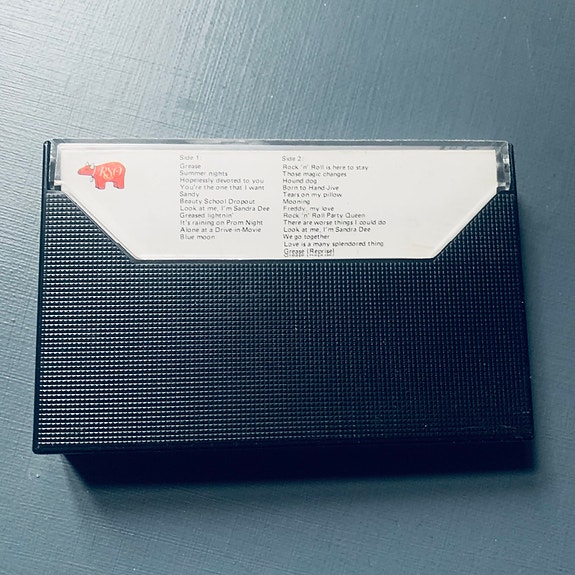 RSO
Side 1
Grease
Summer nights
Hopelessly devoted to you
You're the one that I want
Sandy
Beauty School Dropout
Look at me, I'm Sandra Dee
Greased lightnin'
It's raining on Prom Night
Alone at a Drive-in-Movie
Blue moon
Side 2
Rock 'n' Roll is here to stay
Those magic changes
Hound dog
Born to Hand-Jive
Tears on my pillow
Mooning
Freddy, my love
Rock 'n' Roll Party Queen
There are worse things I could do
Look at me, I'm Sandra Dee
We go together
Love is a many splendored thing
Grease (Reprise)